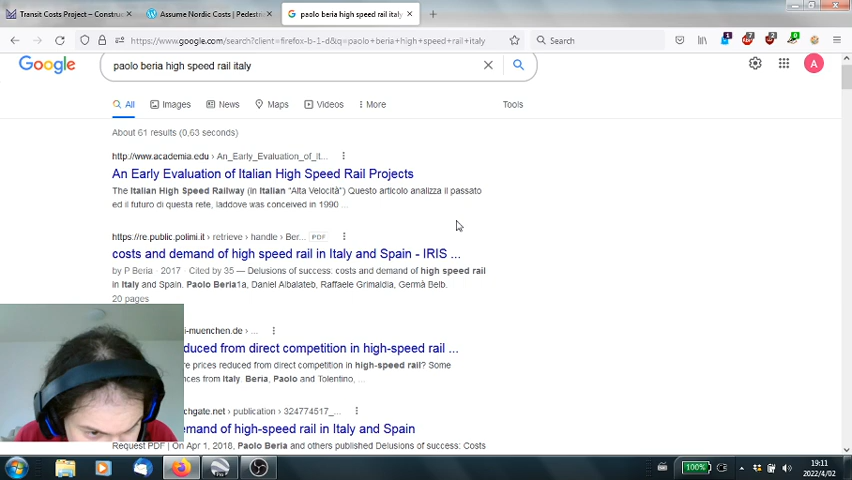 Transit Costs Project – Construc
Assume Nordic Costs | Pedestri
paolo beria high speed rail italy
https://www.google.com/search?client=firefox-b-1-d&q=paolo+beria+high+speed+rail+italy
Search
Google
paolo beria high speed rail italy
A
All
Images
News
Maps
Videos
More
Tools
About 61 results (0,63 seconds)
http://www.academia.edu › An_Early_Evaluation_of_it...
An Early Evaluation of Italian High Speed Rail Projects
The Italian High Speed Railway (in Italian “Alta Velocità”) Questo articolo analizza il passato
ed il futuro di questa rete, laddove was conceived in 1990 ...
https://re.public.polimi.it › retrieve › handle › Ber... PDF
costs and demand of high speed rail in Italy and Spain - IRIS ...
by P Beria · 2017 · Cited by 35 — Delusions of success: costs and demand of high speed rail
in Italy and Spain. Paolo Beria1a, Daniel Albalateb, Raffaele Grimaldia, Germà Belb.
20 pages
i-muenchen.de › ...
duced from direct competition in high-speed rail ...
re prices reduced from direct competition in high-speed rail? Some
nces from Italy Beria, Paolo and Tolentino,
chgate.net › publication › 324774517_...
emand of high-speed rail in Italy and Spain
Request PDF | On Apr 1, 2018, Paolo Beria and others published Delusions of success: Costs
100%
19:11
2022/4/02